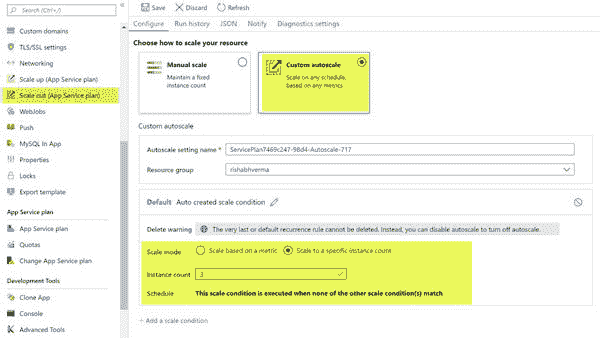 Search (Ctrl+/)
«
Custom domains
TLS/SSL settings
Networking
Scale up (App Service plan)
Scale out (App Service plan)
WebJobs
Push
MySQL In App
Properties
Locks
Export template
App Service plan
App Service plan
Quotas
Change App Service plan
Development Tools
Clone App
Console
Advanced Tools
Save Discard Refresh
Configure Run history JSON Notify Diagnostics settings
Choose how to scale your resource
Manual scale
Maintain a fixed
instance count
Custom autoscale
Scale on any schedule,
based on any metrics
Custom autoscale
Autoscale setting name * ServicePlan7469c247-98d4-Autoscale-717
Resource group rishabhverma
Default Auto created scale condition
Delete warning The very last or default recurrence rule cannot be deleted. Instead, you can disable autoscale to turn off autoscale.
Scale mode Scale based on a metric Scale to a specific instance count
Instance count 3
Schedule This scale condition is executed when none of the other scale condition(s) match
+ Add a scale condition